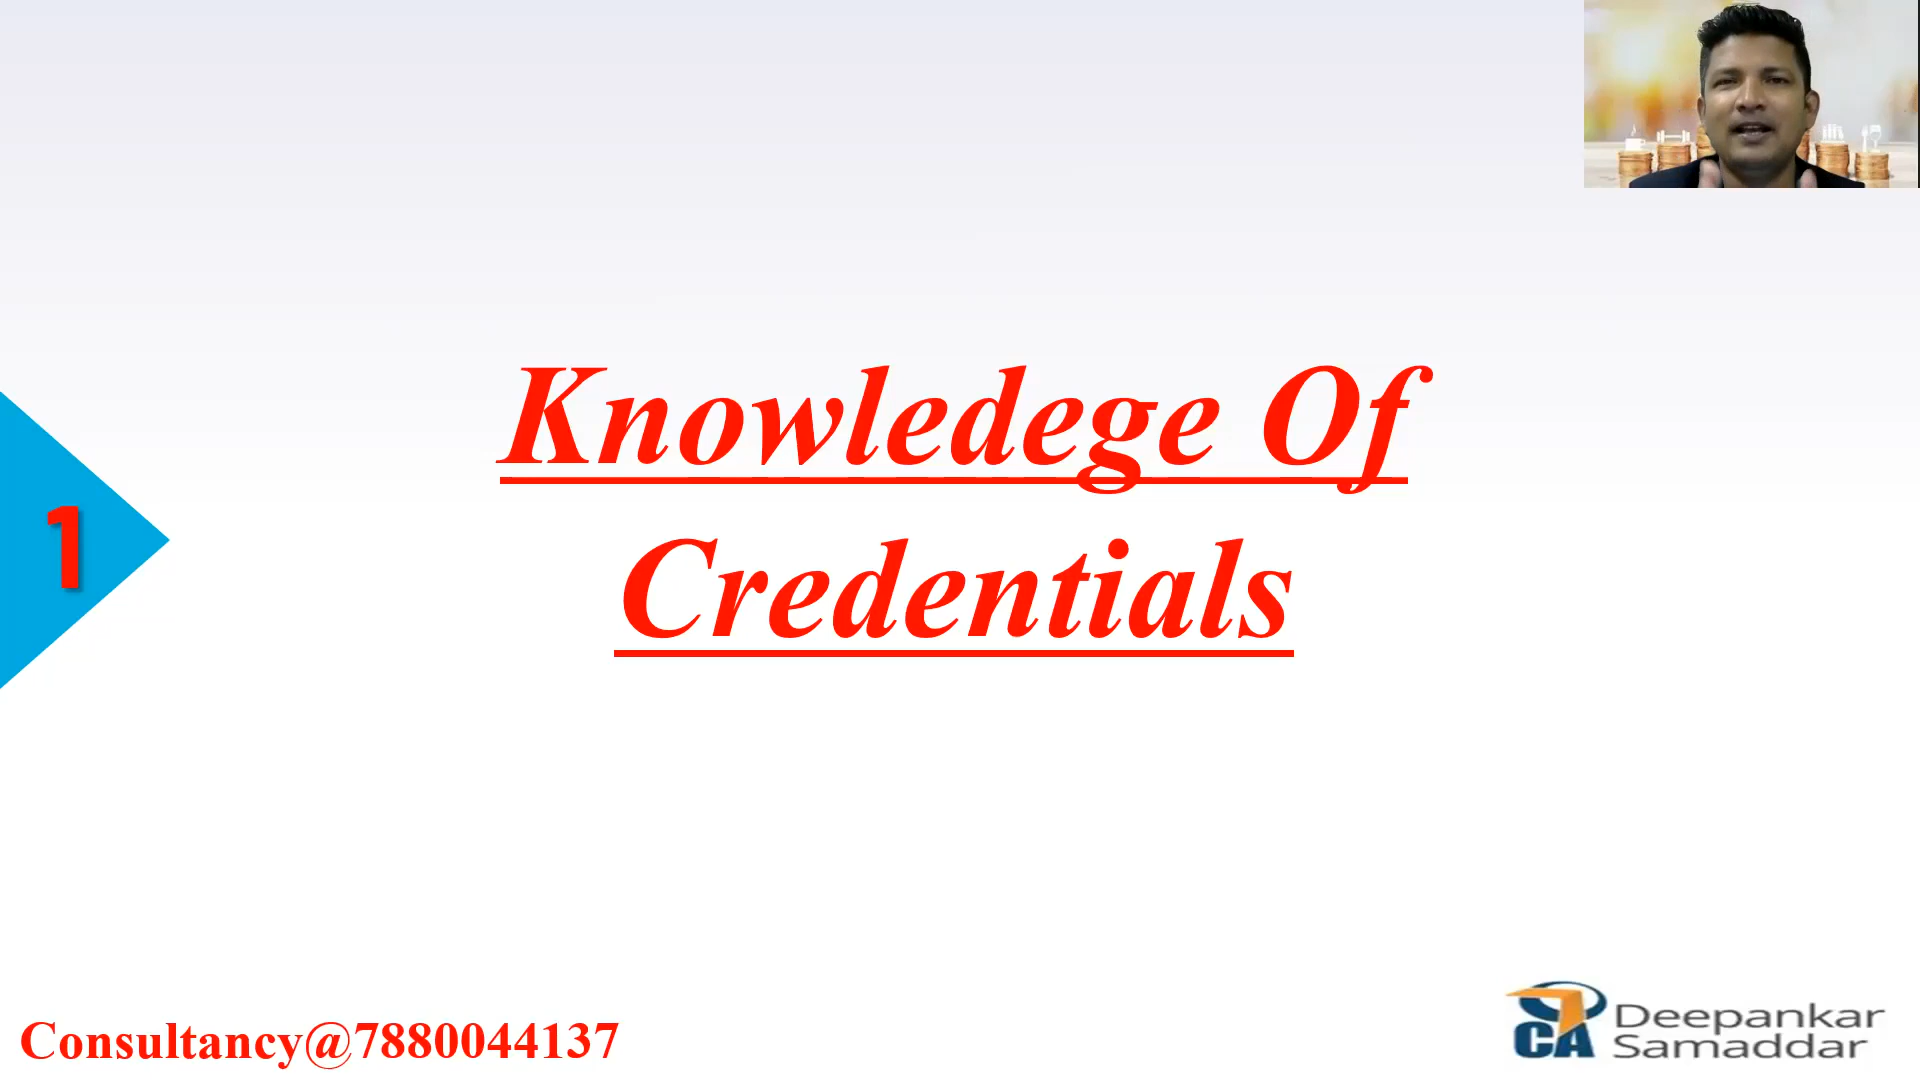 Knowledege Of
Credentials
1
Consultancy@7880044137
CA
Deepankar
Samaddar